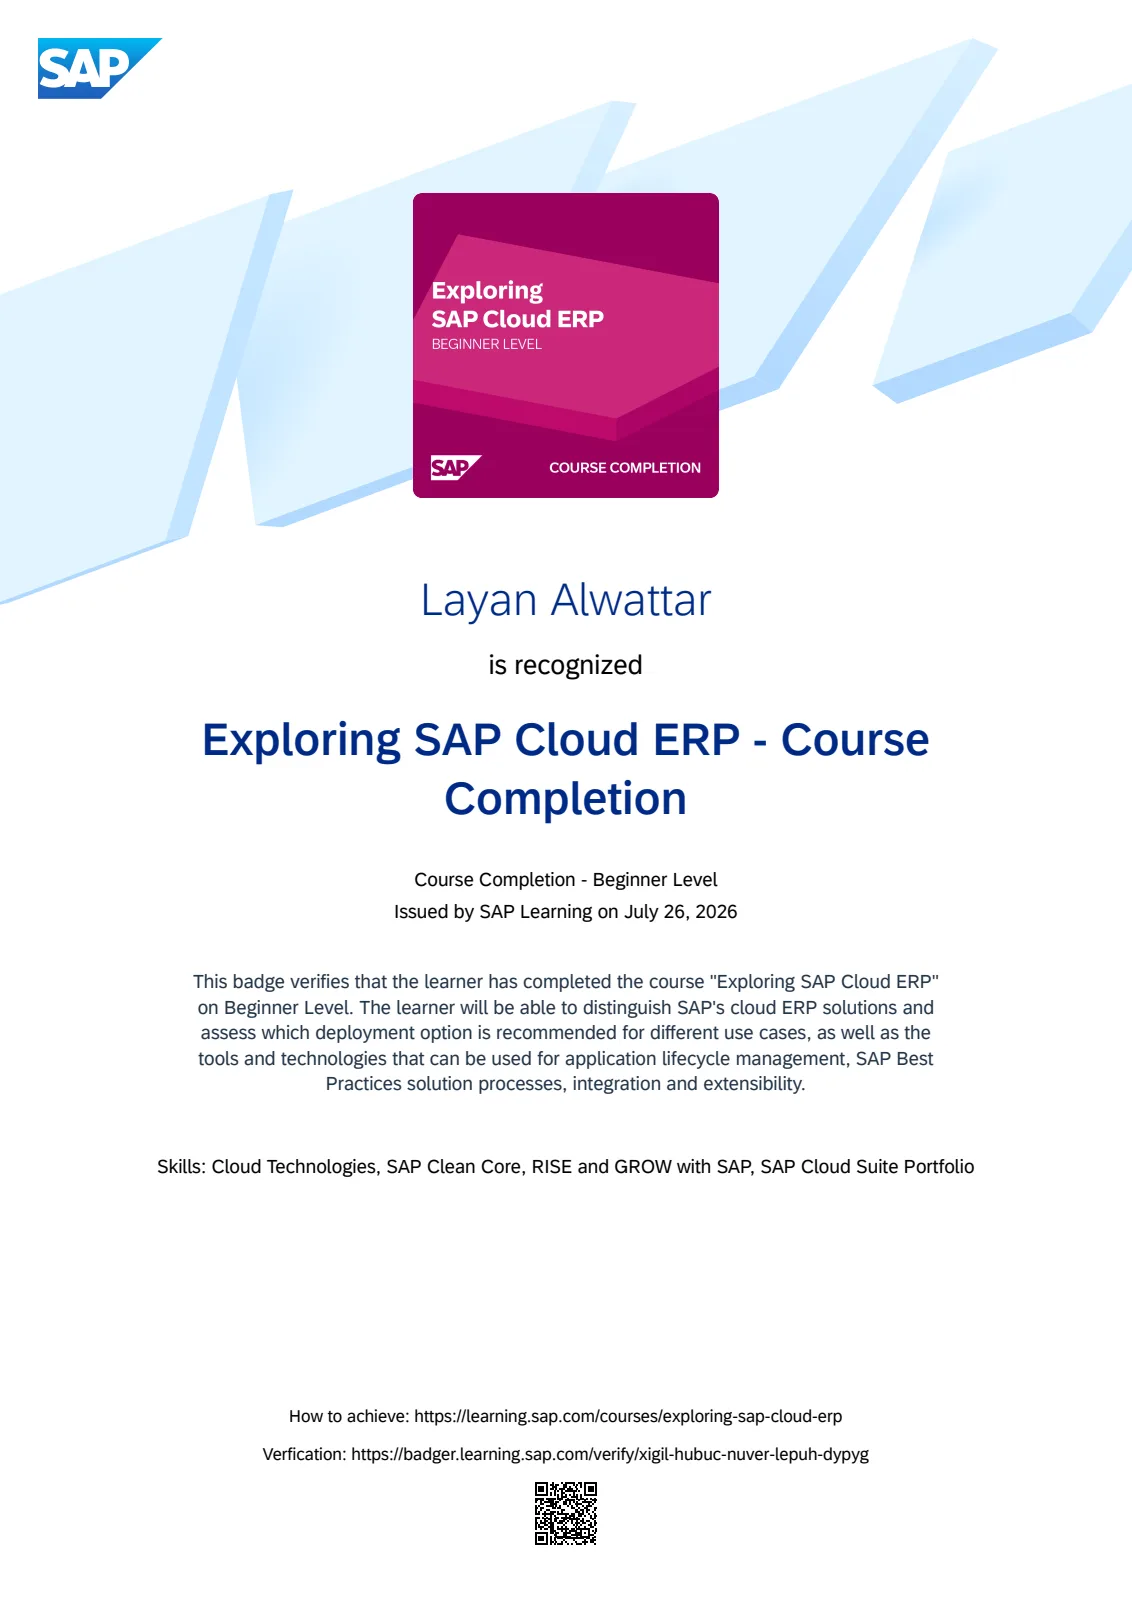 SAP
Exploring
SAP Cloud ERP
BEGINNER LEVEL
SAP
COURSE COMPLETION
Layan Alwattar
is recognized
Exploring SAP Cloud ERP - Course
Completion
Course Completion - Beginner Level
Issued by SAP Learning on July 26, 2026
This badge verifies that the learner has completed the course "Exploring SAP Cloud ERP"
on Beginner Level. The learner will be able to distinguish SAP's cloud ERP solutions and
assess which deployment option is recommended for different use cases, as well as the
tools and technologies that can be used for application lifecycle management, SAP Best
Practices solution processes, integration and extensibility.
Skills: Cloud Technologies, SAP Clean Core, RISE and GROW with SAP, SAP Cloud Suite Portfolio
How to achieve: https://learning.sap.com/courses/exploring-sap-cloud-erp
Verfication: https://badger.learning.sap.com/verify/xigil-hubuc-nuver-lepuh-dypyg